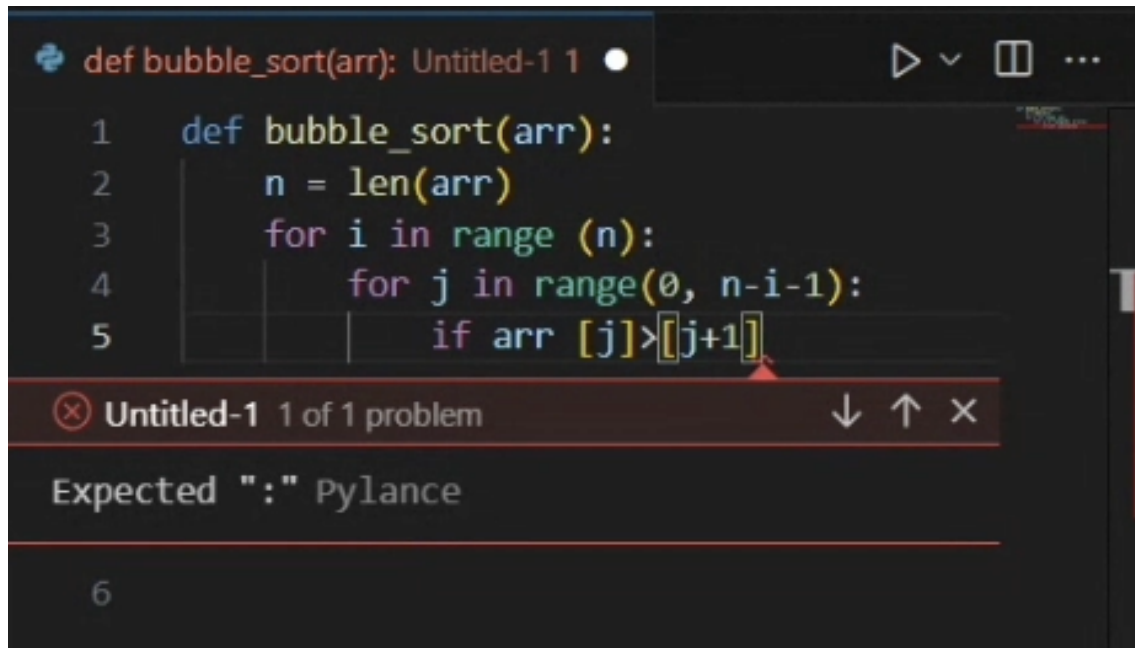 def bubble_sort(arr): Untitled-1 1
1 def bubble_sort(arr):
2 n = len(arr)
3 for i in range (n):
4 for j in range(0, n-i-1):
5 if arr [j]>[j+1]
Untitled-1 1 of 1 problem
Expected ":" Pylance
6